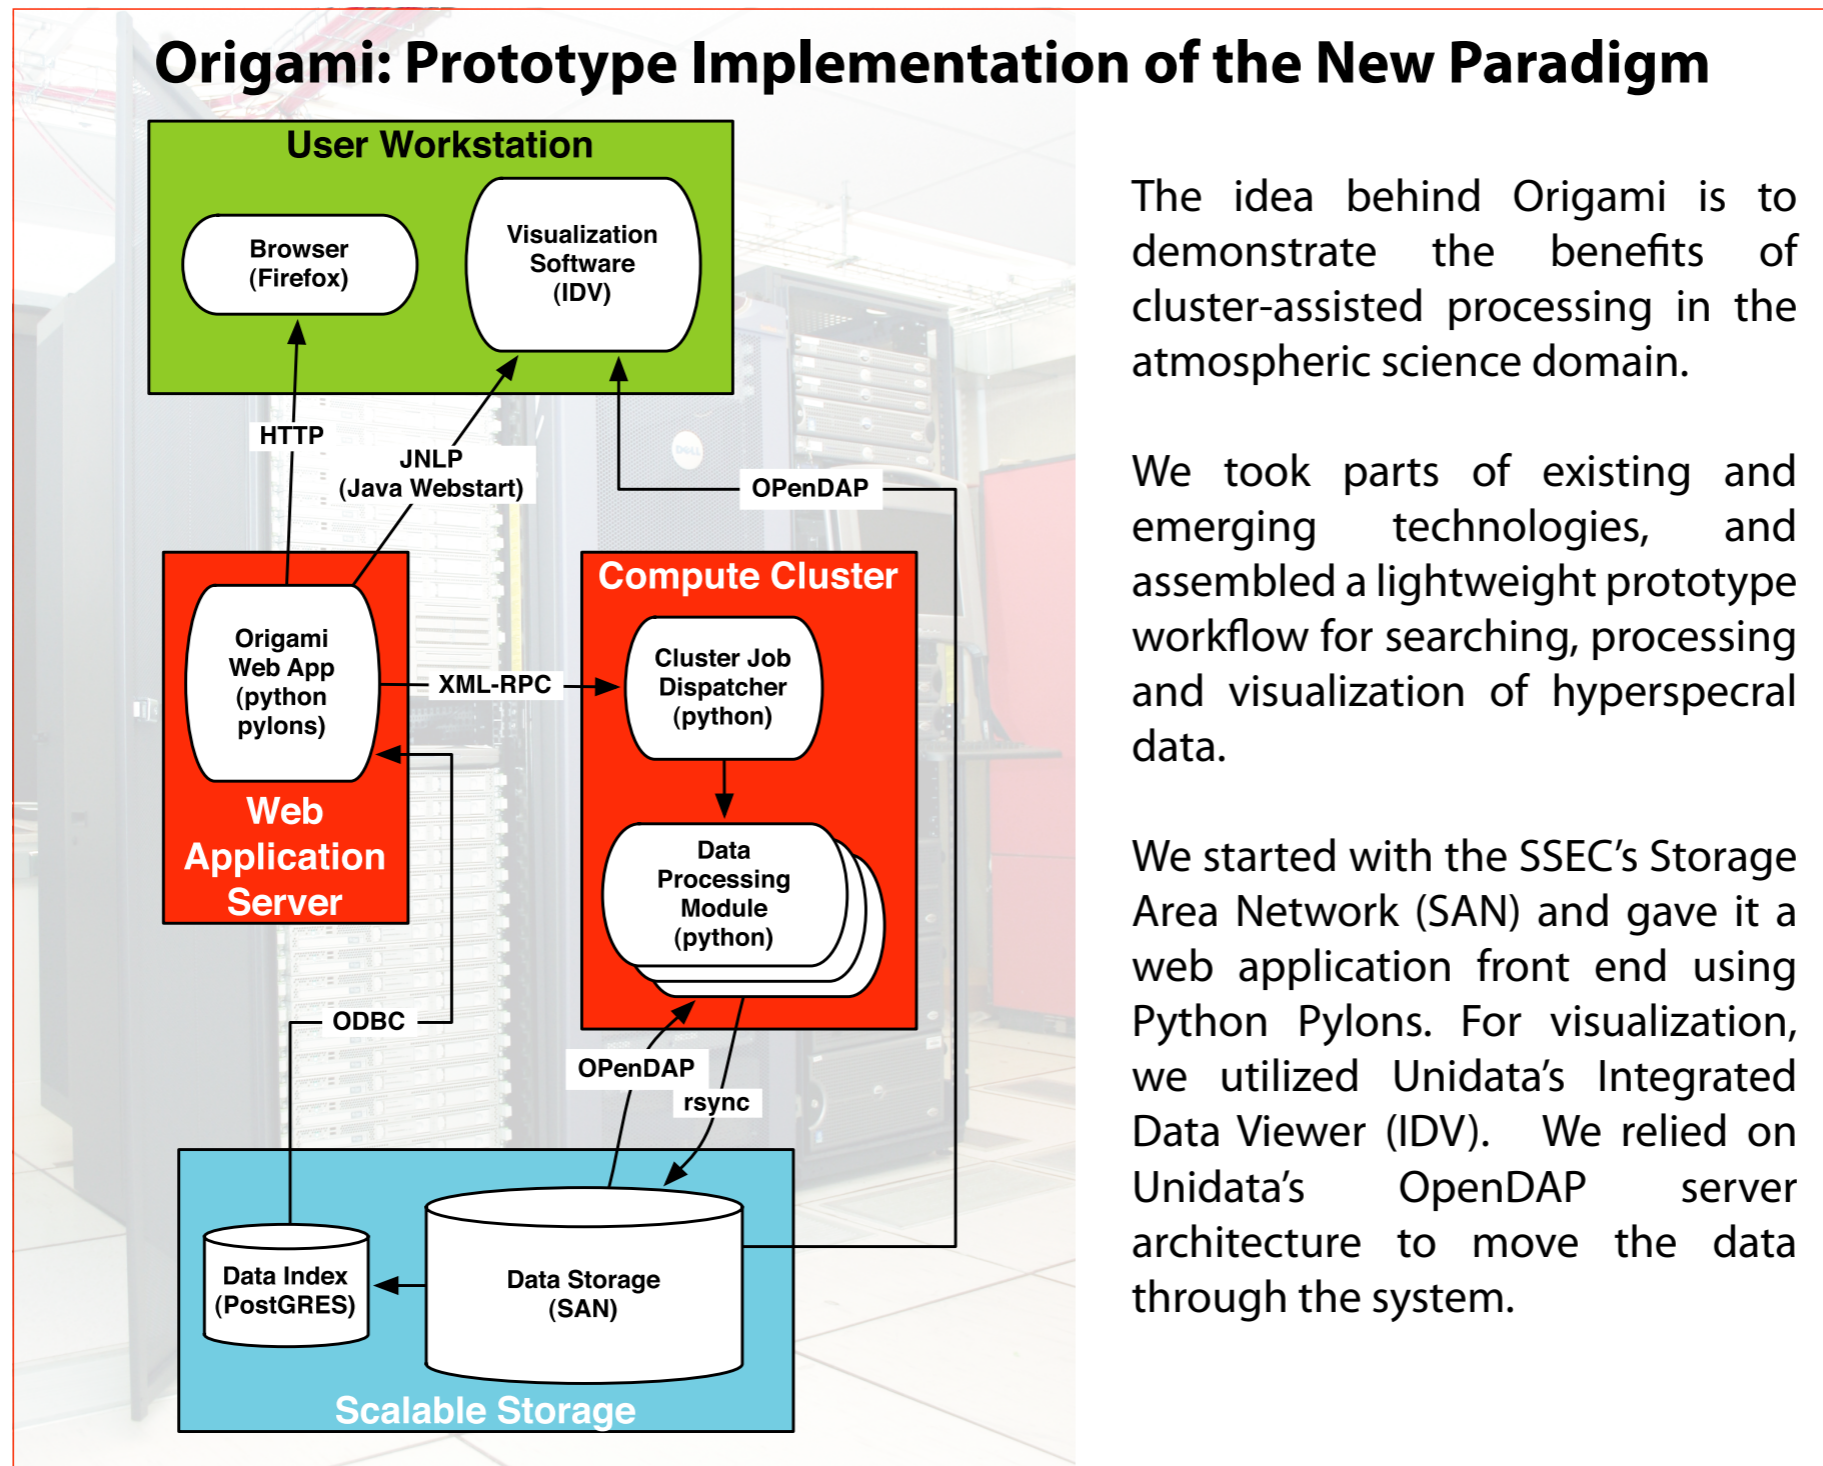 Origami: Prototype Implementation of the New Paradigm
User Workstation
Browser
(Firefox)
Visualization
Software
(IDV)
HTTP
JNLP
(Java Webstart)
OPenDAP
Origami
Web App
(python
pylons)
Web
Application
Server
XML-RPC
Compute Cluster
Cluster Job
Dispatcher
(python)
Data
Processing
Module
(python)
ODBC
OPenDAP
rsync
Data Index
(PostGRES)
Data Storage
(SAN)
Scalable Storage
DELL
The idea behind Origami is to
demonstrate the benefits of
cluster-assisted processing in the
atmospheric science domain.
We took parts of existing and
emerging technologies, and
assembled a lightweight prototype
workflow for searching, processing
and visualization of hyperspecral
data.
We started with the SSEC’s Storage
Area Network (SAN) and gave it a
web application front end using
Python Pylons. For visualization,
we utilized Unidata’s Integrated
Data Viewer (IDV). We relied on
Unidata’s OpenDAP server
architecture to move the data
through the system.